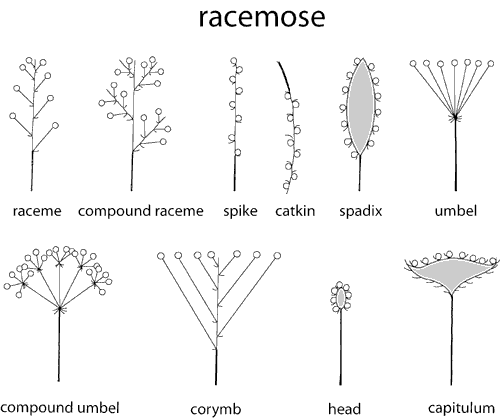 racemose
raceme compound raceme spike catkin spadix umbel
compound umbel corymb head capitulum